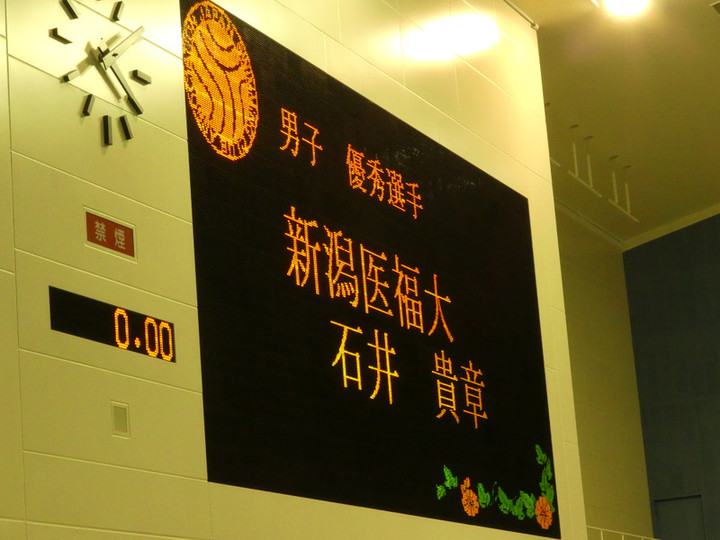 男子 優秀選手
新潟医福大
石井 貴章
禁煙
0.00